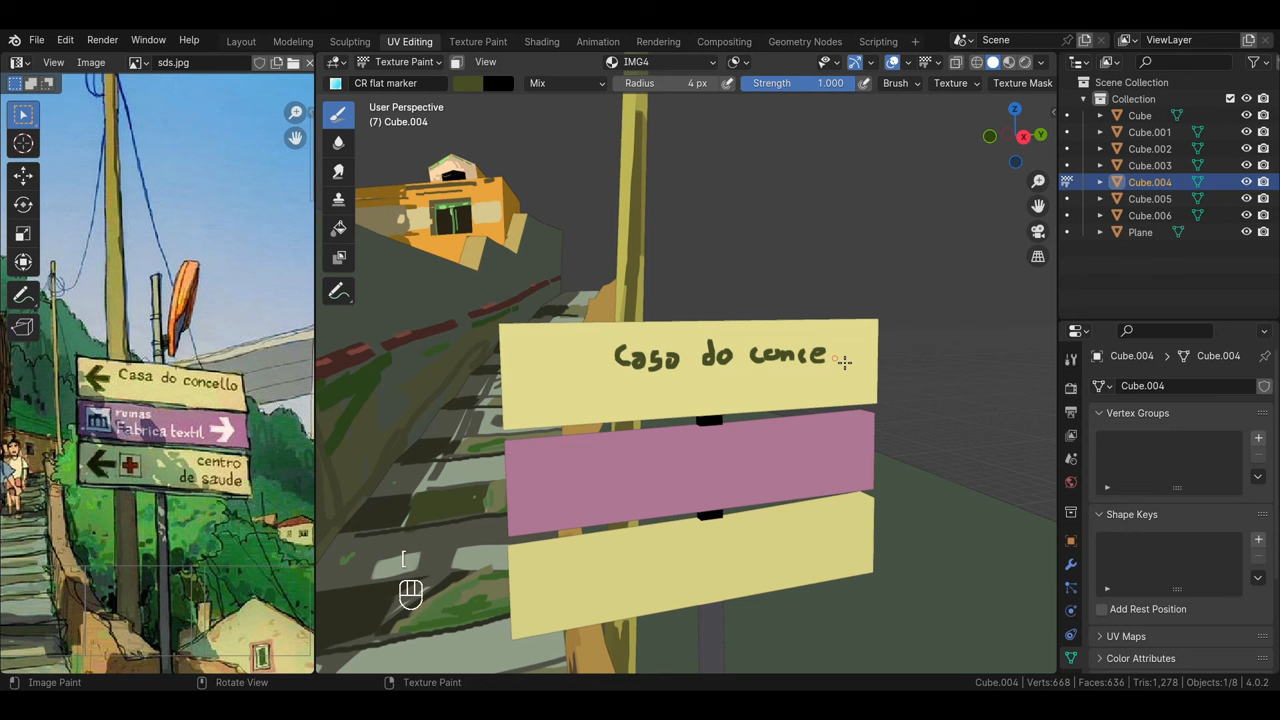 File Edit Render Window Help
Layout Modeling Sculpting UV Editing Texture Paint Shading Animation Rendering Compositing Geometry Nodes Scripting +
Scene
ViewLayer
View Image sds.jpg
Texture Paint View IMG4
CR flat marker Mix Radius 4 px Strength 1.000 Brush Texture Texture Mask
User Perspective
(7) Cube.004
Z
X
Y
Casa do conce
[
Casa do concello
ruinas
Fabrica textil
centro
de saude
Scene Collection
Collection
Cube
Cube.001
Cube.002
Cube.003
Cube.004
Cube.005
Cube.006
Plane
Cube.004 > Cube.004
Cube.004
Vertex Groups
Shape Keys
Add Rest Position
UV Maps
Color Attributes
Image Paint Rotate View Texture Paint Cube.004 | Verts:668 | Faces:636 | Tris:1,278 | Objects:1/8 | 4.0.2